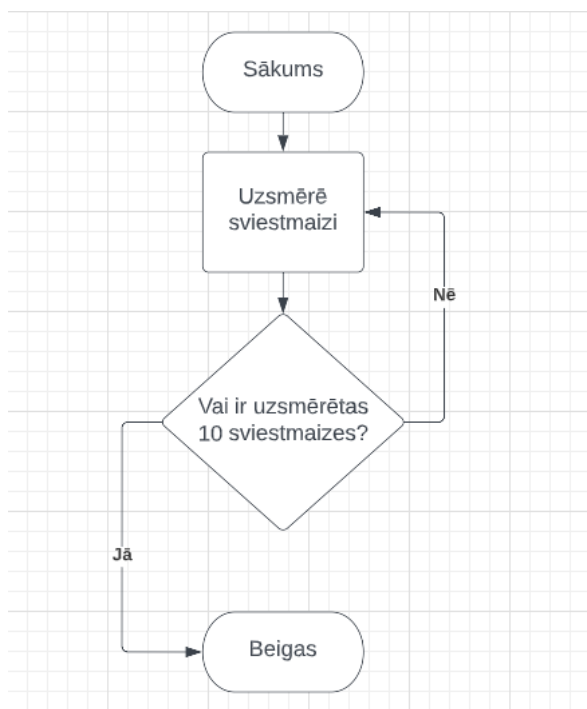 Sākums
Uzsmērē
sviestmaizi
Nē
Vai ir uzsmērētas
10 sviestmaizes?
Jā
Beigas